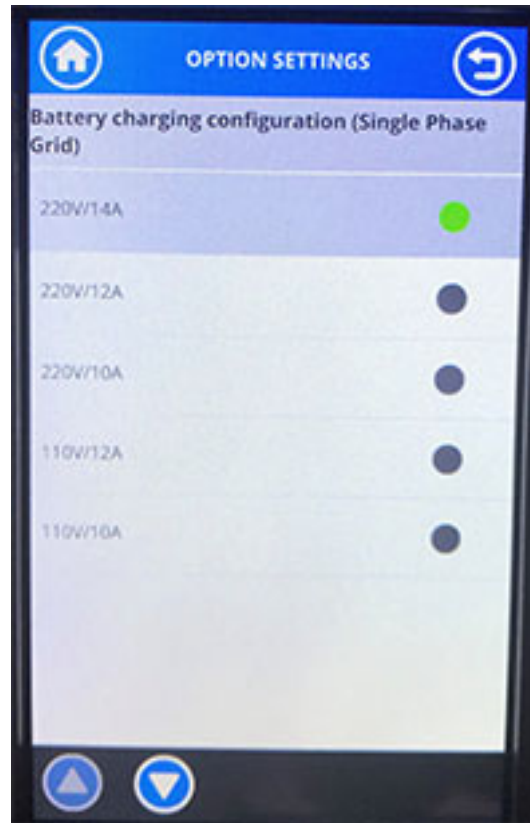 OPTION SETTINGS
Battery charging configuration (Single Phase
Grid)
220V/14A
220V/12A
220V/10A
110V/12A
110V/10A